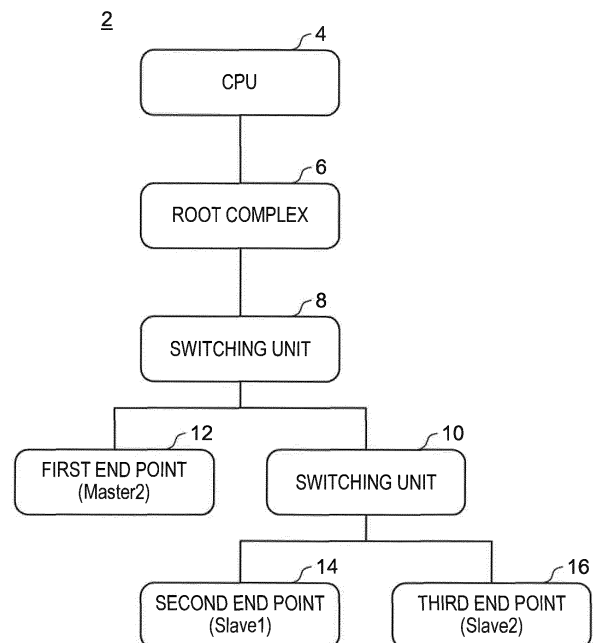 2
4
CPU
6
ROOT COMPLEX
8
SWITCHING UNIT
12
10
FIRST END POINT
(Master2)
SWITCHING UNIT
14
16
SECOND END POINT
(Slave1)
THIRD END POINT
(Slave2)